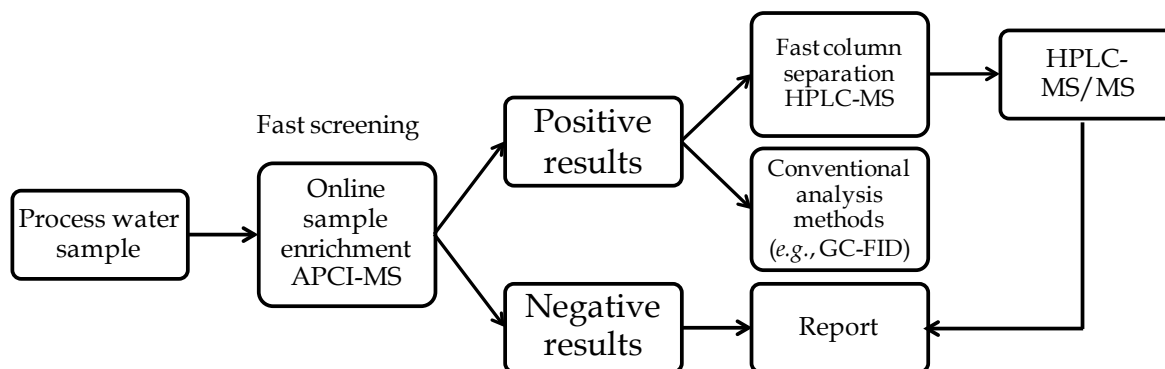 Process water
sample
Fast screening
Online
sample
enrichment
APCI-MS
Positive
results
Negative
results
Fast column
separation
HPLC-MS
Conventional
analysis
methods
(e.g., GC-FID)
Report
HPLC-
MS/MS